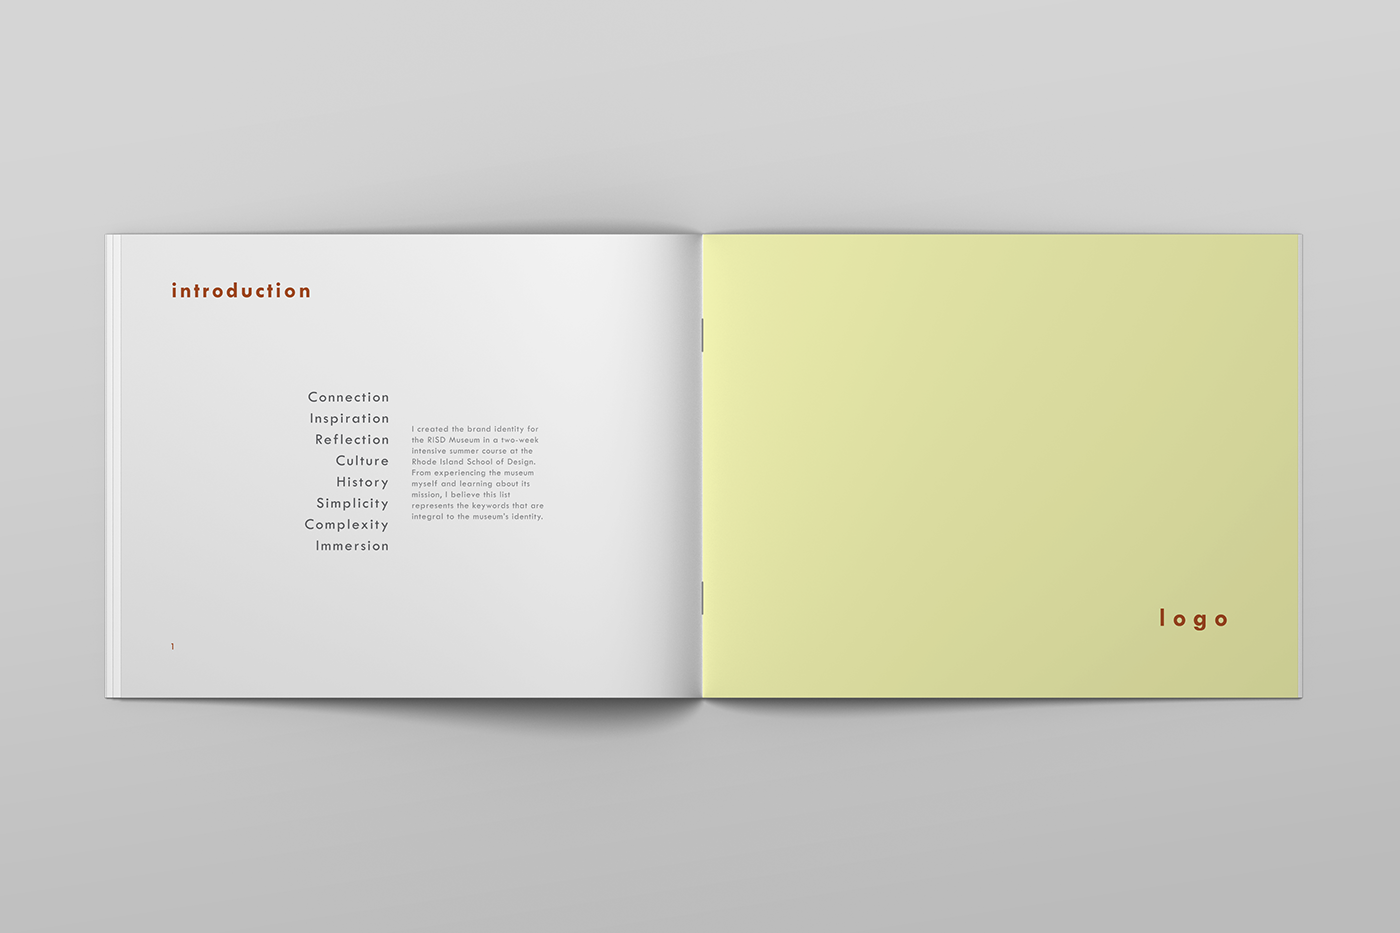 introduction
Connection
Inspiration
Reflection
Culture
History
Simplicity
Complexity
Immersion
I created the brand identity for
the RISD Museum in a two-week
intensive summer course at the
Rhode Island School of Design.
From experiencing the museum
myself and learning about its
mission, I believe this list
represents the keywords that are
integral to the museum's identity.
1
logo